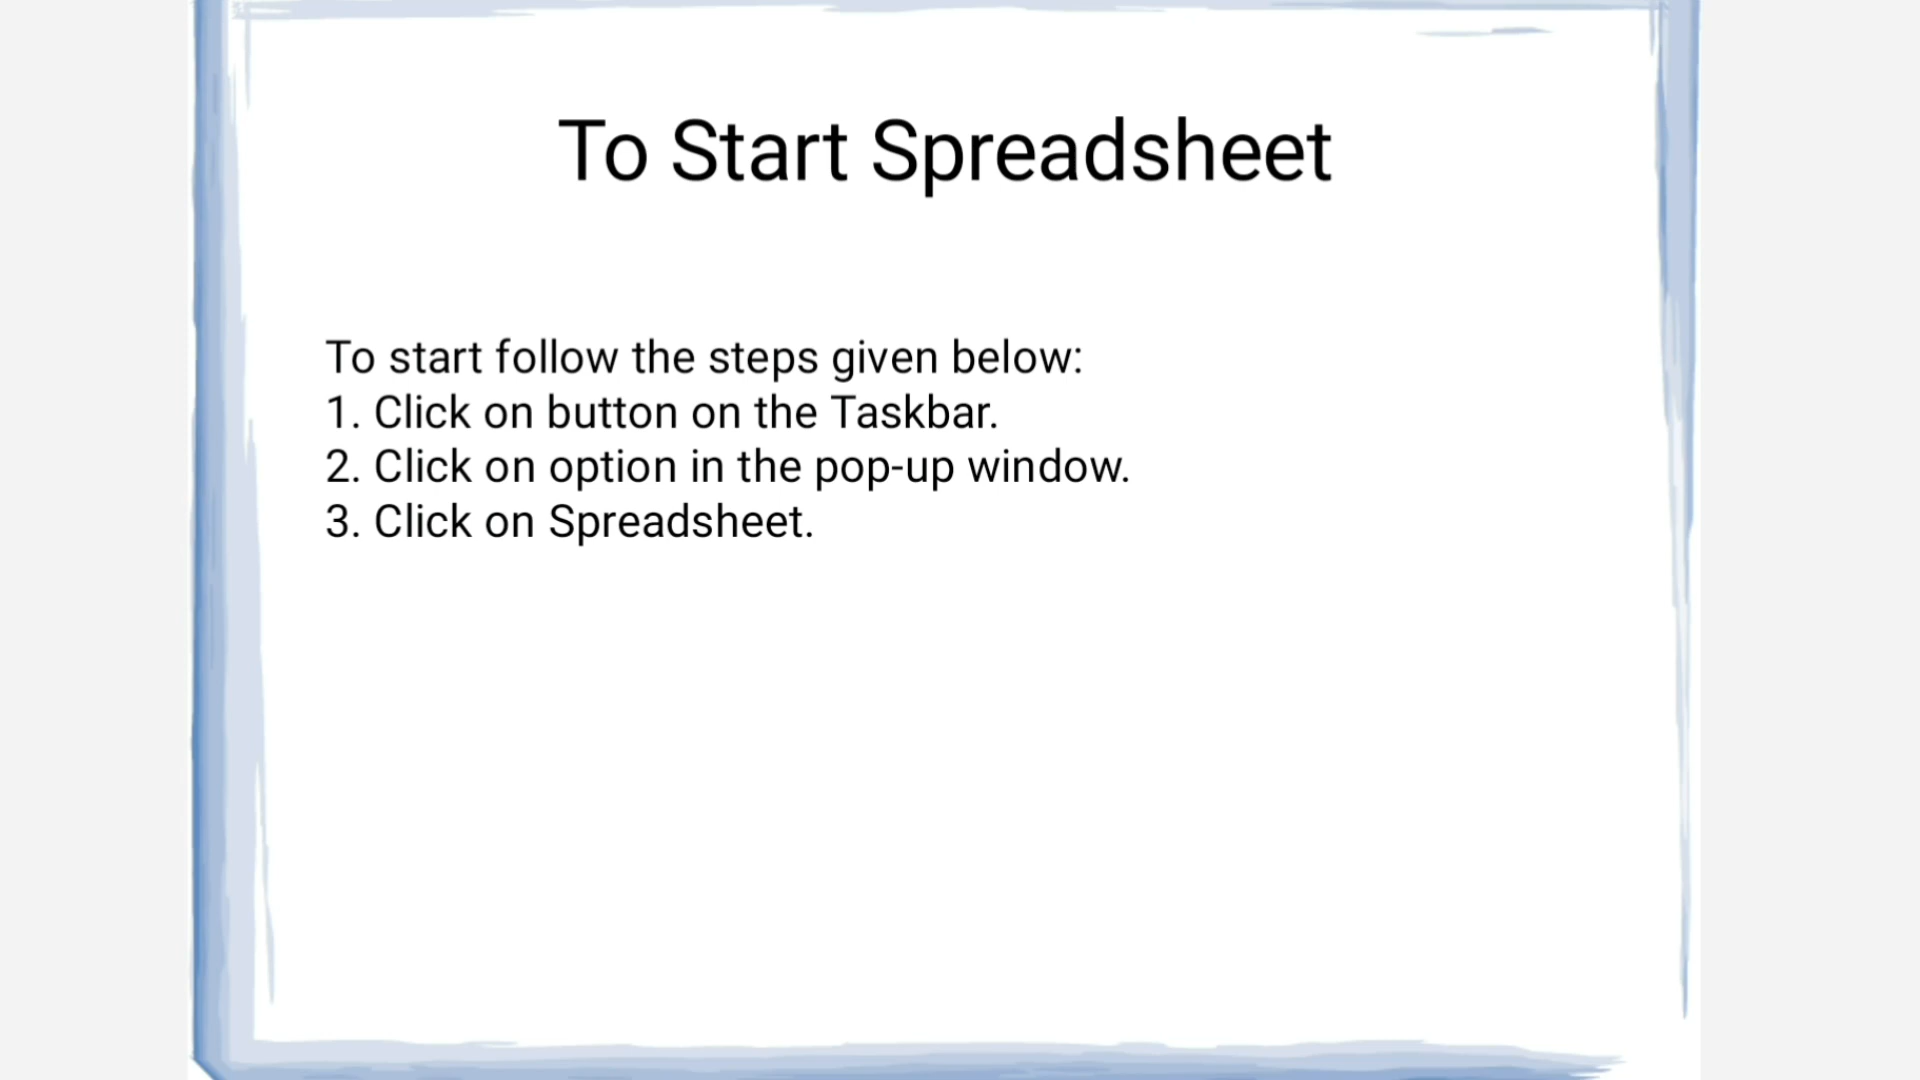 To Start Spreadsheet
To start follow the steps given below:
1. Click on button on the Taskbar.
2. Click on option in the pop-up window.
3. Click on Spreadsheet.